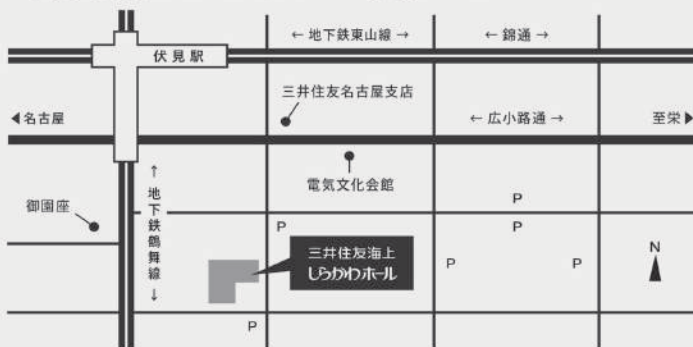 ← 地下鉄東山線 →
← 錦通 →
伏見駅
三井住友名古屋支店
◀名古屋
← 広小路通 →
至栄▶
電気文化会館
← 地下鉄鶴舞線 →
御園座
P
P
P
三井住友海上
しらかわホール
P
P
N
P